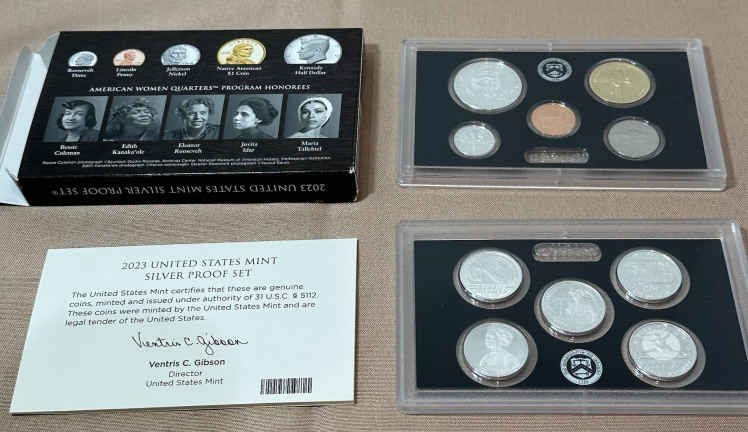 Roosevelt Dime
Lincoln Penny
Jefferson Nickel
Native American $1 Coin
Kennedy Half Dollar
AMERICAN WOMEN QUARTERS™ PROGRAM HONOREES
Bessie Coleman
Edith Kanakaʻole
Eleanor Roosevelt
Jovita Idar
Maria Tallchief
2023 UNITED STATES MINT SILVER PROOF SET®
2023 UNITED STATES MINT
SILVER PROOF SET
The United States Mint certifies that these are genuine
coins, minted and issued under authority of 31 U.S.C. § 5112.
These coins were minted by the United States Mint and are
legal tender of the United States.
Ventris C. Gibson
Ventris C. Gibson
Director
United States Mint